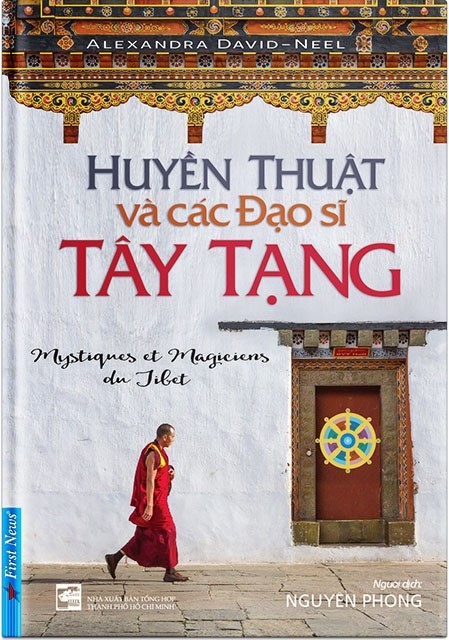 ALEXANDRA DAVID-NEEL
HUYỀN THUẬT
và các Đạo sĩ
TÂY TẠNG
Mystiques et Magiciens
du Tibet
First News
NHÀ XUẤT BẢN TỔNG HỢP
THÀNH PHỐ HỒ CHÍ MINH
Người dịch:
NGUYÊN PHONG